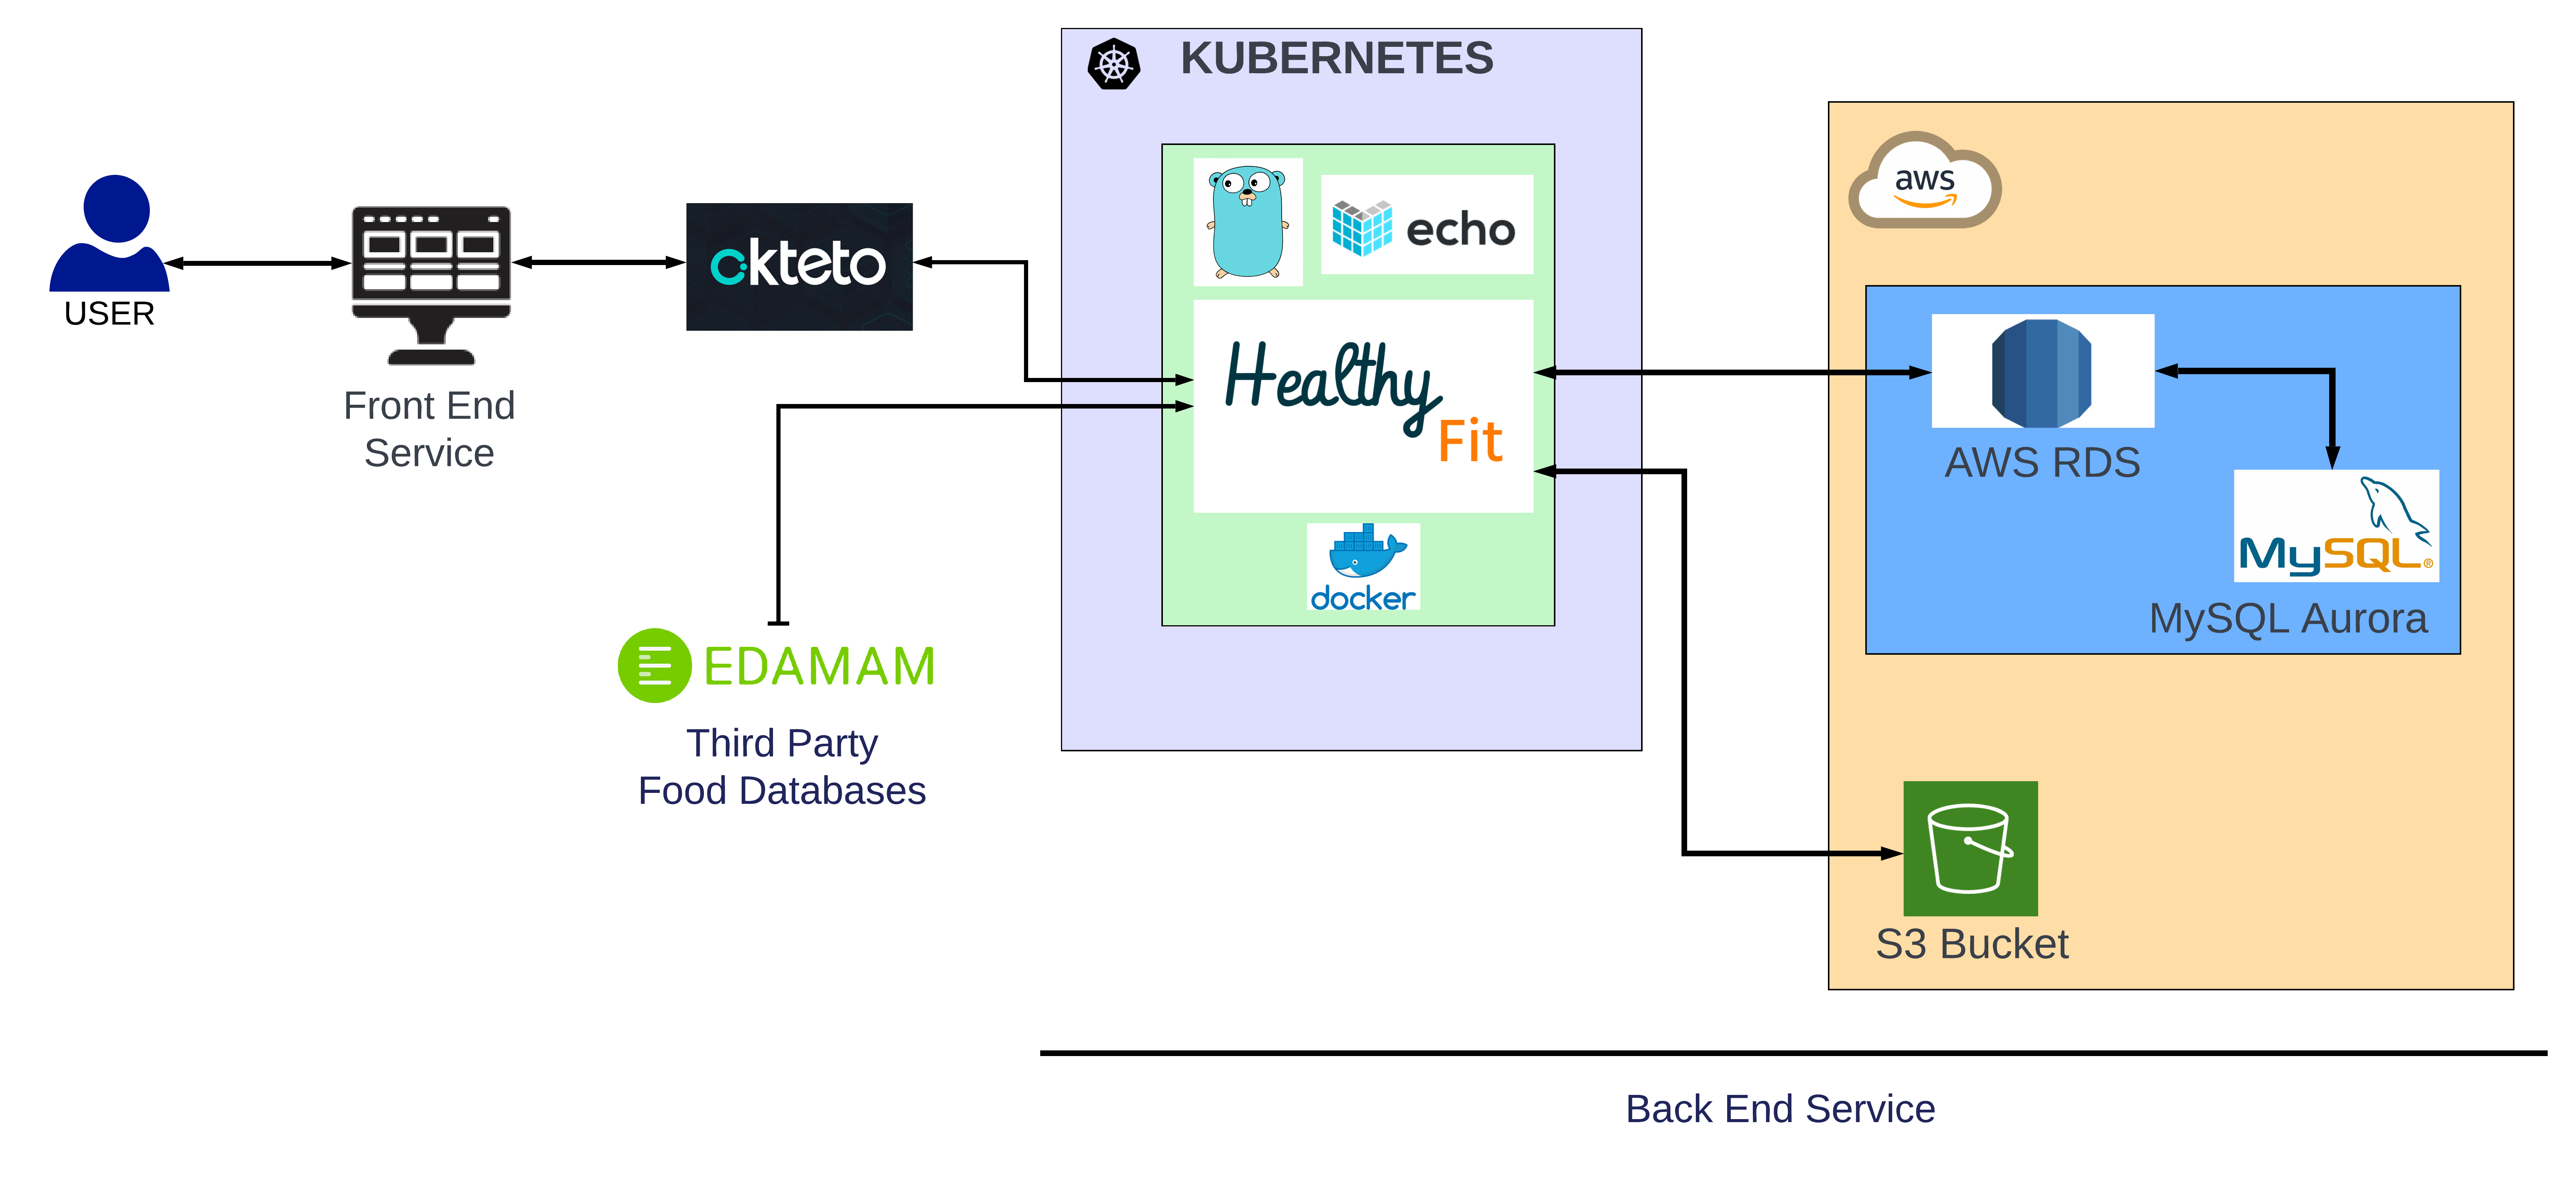 KUBERNETES
aws
echo
USER
okteto
Healthy
Fit
Front End
Service
AWS RDS
MySQL®
docker
MySQL Aurora
EDAMAM
Third Party
Food Databases
S3 Bucket
Back End Service